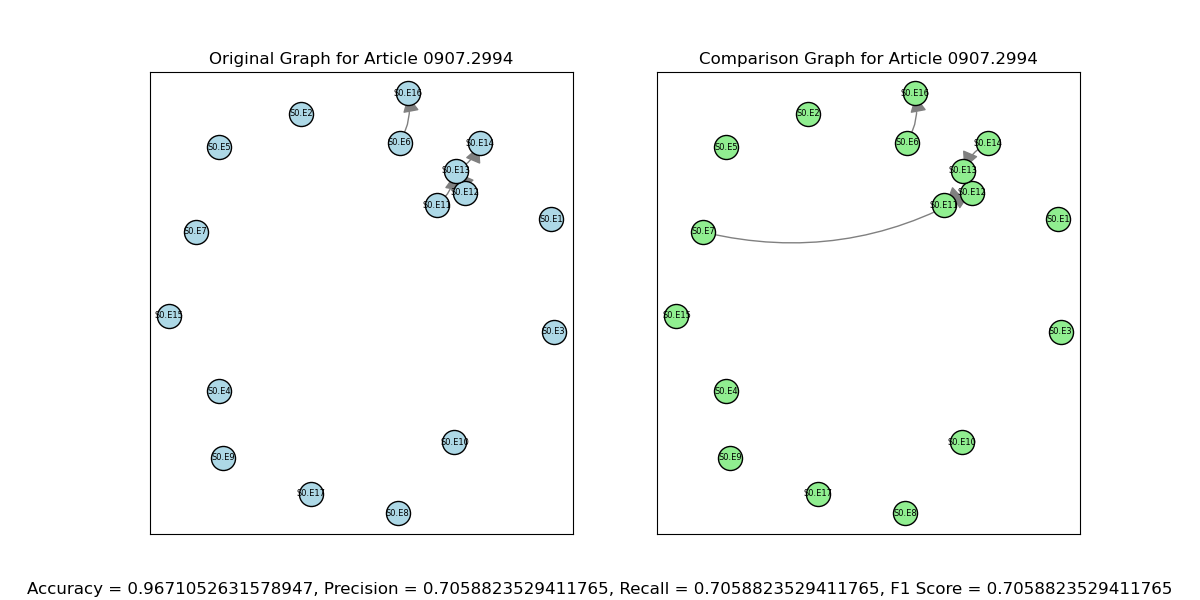 Original Graph for Article 0907.2994
S0.E16
S0.E2
S0.E6
S0.E14
S0.E5
S0.E13
S0.E12
S0.E11
S0.E1
S0.E7
S0.E15
S0.E3
S0.E4
S0.E10
S0.E9
S0.E17
S0.E8
Comparison Graph for Article 0907.2994
S0.E16
S0.E2
S0.E6
S0.E14
S0.E5
S0.E13
S0.E12
S0.E11
S0.E1
S0.E7
S0.E15
S0.E3
S0.E4
S0.E10
S0.E9
S0.E17
S0.E8
Accuracy = 0.9671052631578947, Precision = 0.7058823529411765, Recall = 0.7058823529411765, F1 Score = 0.7058823529411765